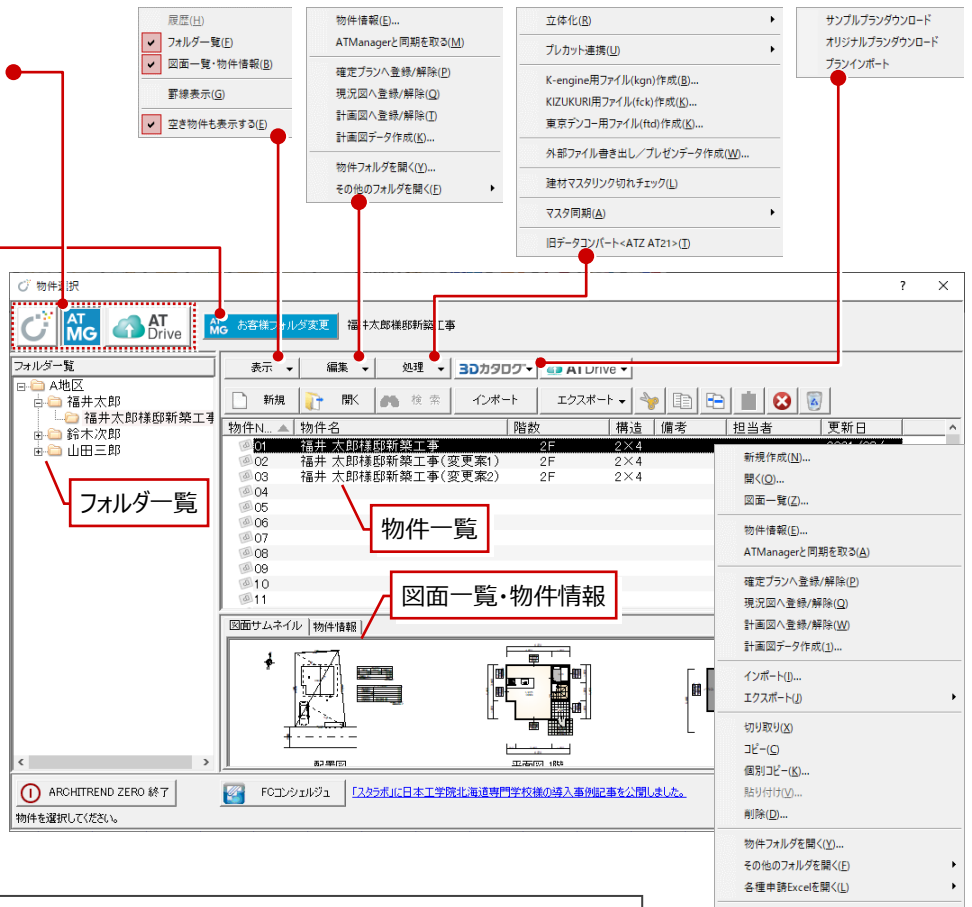 履歴(H)
フォルダ一覧(F)
図面一覧・物件情報(B)
罫線表示(G)
空き物件も表示する(E)
物件情報(E)...
ATManagerと同期を取る(M)
確定プランへ登録/解除(P)
現況図へ登録/解除(Q)
計画図へ登録/解除(T)
計画図データ作成(K)...
物件フォルダを開く(Y)...
その他のフォルダを開く(F)
立体化(R)
プレカット連携(U)
K-engine用ファイル(kgn)作成(B)...
KIZUKURI用ファイル(fck)作成(K)...
東京デンコー用ファイル(ftd)作成(K)...
外部ファイル書き出し／プレゼンデータ作成(W)...
建材マスタリンク切れチェック(L)
マスタ同期(A)
旧データコンバート<ATZ AT21>(T)
サンプルプランダウンロード
オリジナルプランダウンロード
プランインポート
物件選択
? ×
AT MG
AT Drive
AT MG お客様フォルダ変更 福井太郎様邸新築工事
フォルダ一覧
A地区
福井太郎
福井太郎様邸新築工事
鈴木次郎
山田三郎
フォルダ一覧
表示 編集 処理 3Dカタログ AT Drive
新規 開く 検索 インポート エクスポート
物件N... 物件名 階数 構造 備考 担当者 更新日
01 福井 太郎様邸新築工事 2F 2×4
02 福井 太郎様邸新築工事(変更案1) 2F 2×4
03 福井 太郎様邸新築工事(変更案2) 2F 2×4
04
05
06
07
08
09
10
11
物件一覧
図面一覧・物件情報
図面サムネイル 物件情報
配置図
平面図 1階
新規作成(N)...
開く(O)...
図面一覧(Z)...
物件情報(E)...
ATManagerと同期を取る(A)
確定プランへ登録/解除(P)
現況図へ登録/解除(Q)
計画図へ登録/解除(W)
計画図データ作成(1)...
インポート(I)...
エクスポート(J)
切り取り(X)
コピー(C)
個別コピー(K)...
貼り付け(V)...
削除(D)...
物件フォルダを開く(Y)...
その他のフォルダを開く(F)
各種申請Excelを開く(L)
ARCHITREND ZERO 終了
FCコンシェルジュ
「スタラボ」に日本工学院北海道専門学校様の導入事例記事を公開しました。
物件を選択してください。